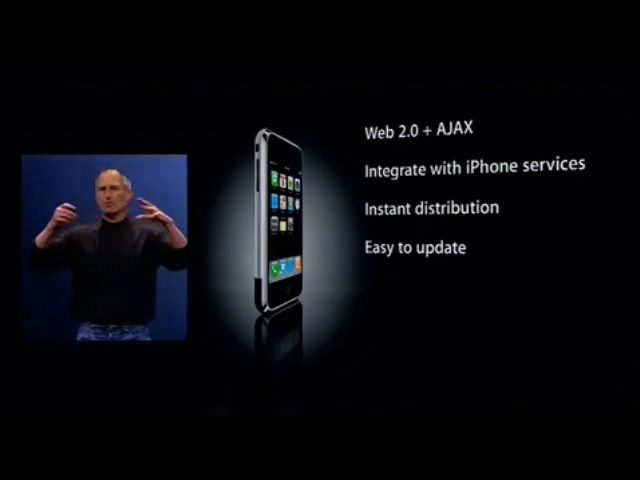 Web 2.0 + AJAX
Integrate with iPhone services
Instant distribution
Easy to update